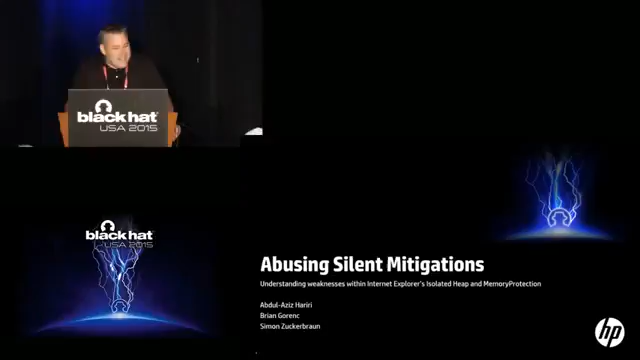 black hat
USA 2015
black hat
USA 2015
Abusing Silent Mitigations
Understanding weaknesses within Internet Explorer's Isolated Heap and MemoryProtection
Abdul-Aziz Hariri
Brian Gorenc
Simon Zuckerbraun
hp